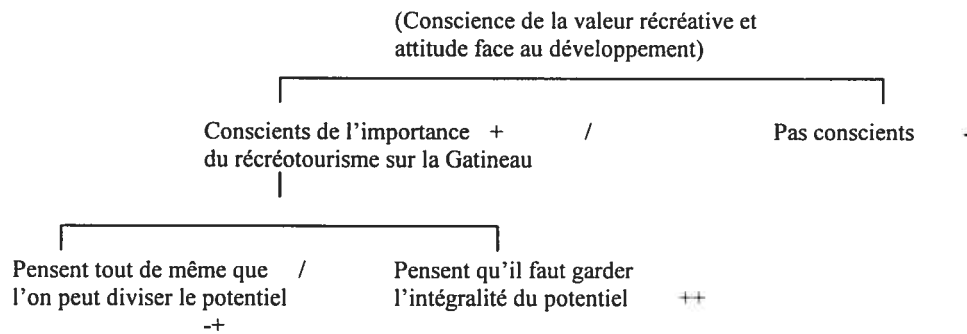 (Conscience de la valeur récréative et
attitude face au développement)
Conscients de l'importance + / Pas conscients -
du récréotourisme sur la Gatineau
Pensent tout de même que / Pensent qu'il faut garder
l'on peut diviser le potentiel l'intégralité du potentiel ++
-+